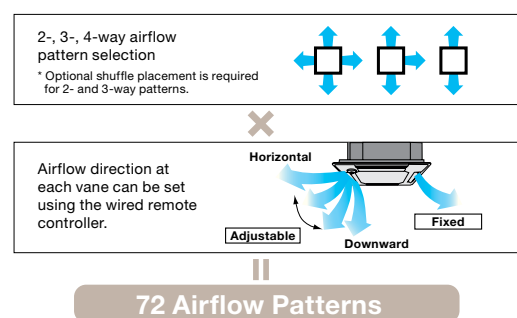 2-, 3-, 4-way airflow
pattern selection
* Optional shuffle placement is required
for 2- and 3-way patterns.
Airflow direction at
each vane can be set
using the wired remote
controller.
Horizontal
Adjustable
Downward
Fixed
72 Airflow Patterns